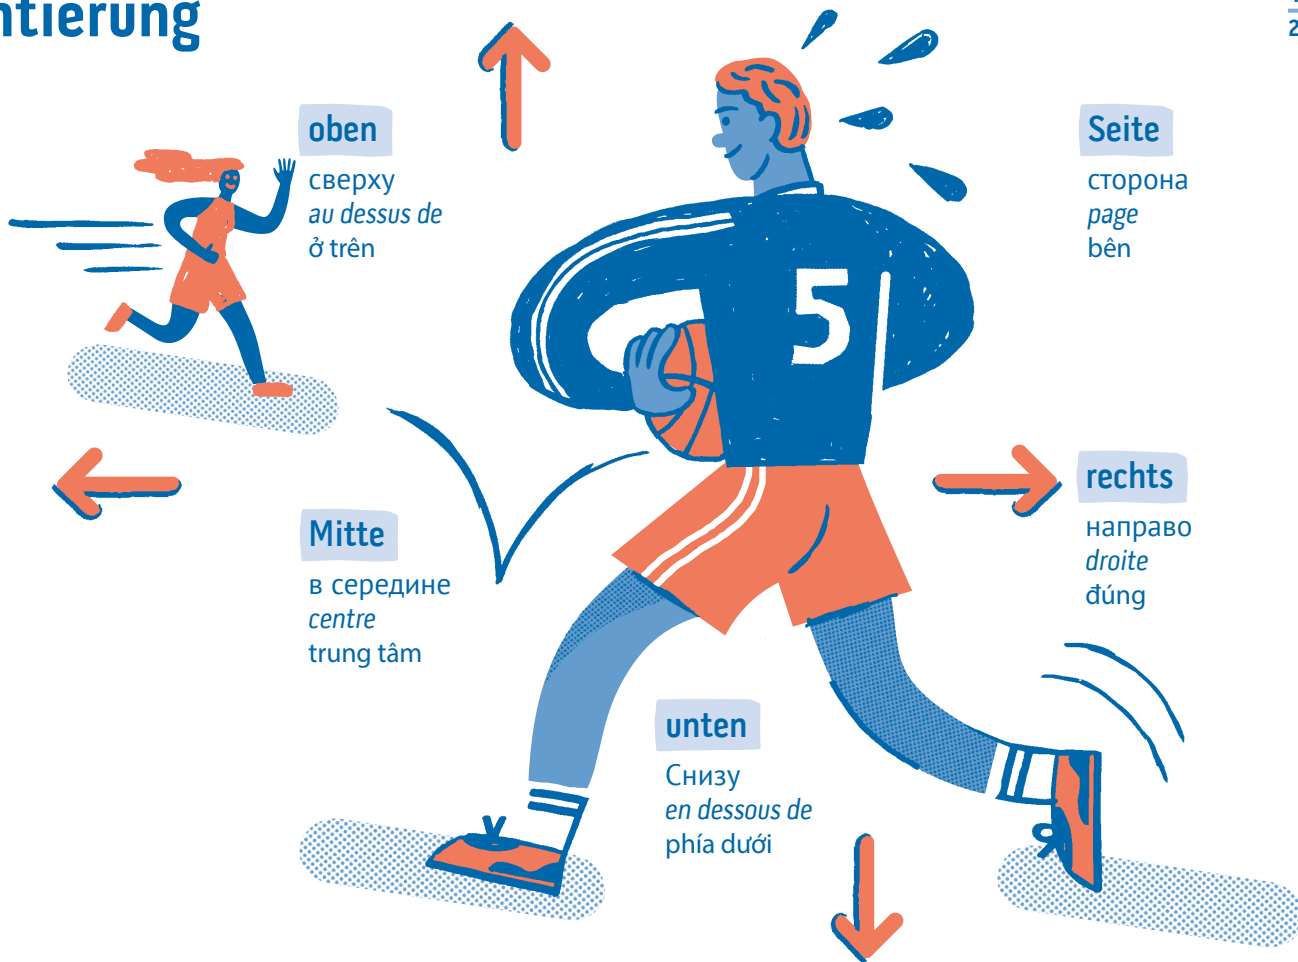 ntierung
2
oben
сверху
au dessus de
ở trên
Seite
сторона
page
bên
5
rechts
направо
droite
đúng
Mitte
в середине
centre
trung tâm
unten
Снизу
en dessous de
phía dưới